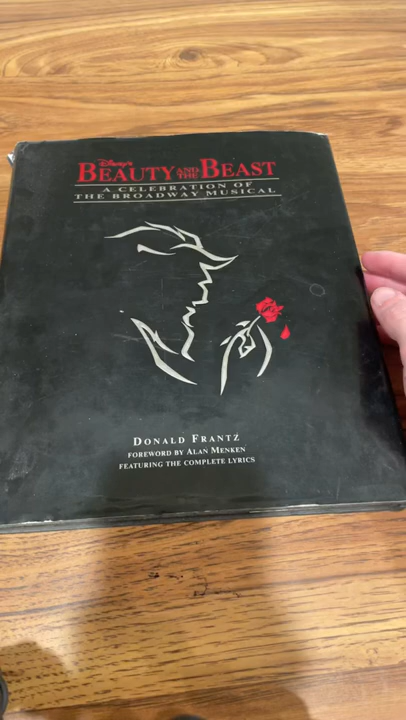 Disney's
BEAUTY AND THE BEAST
A CELEBRATION OF
THE BROADWAY MUSICAL
DONALD FRANTZ
FOREWORD BY ALAN MENKEN
FEATURING THE COMPLETE LYRICS